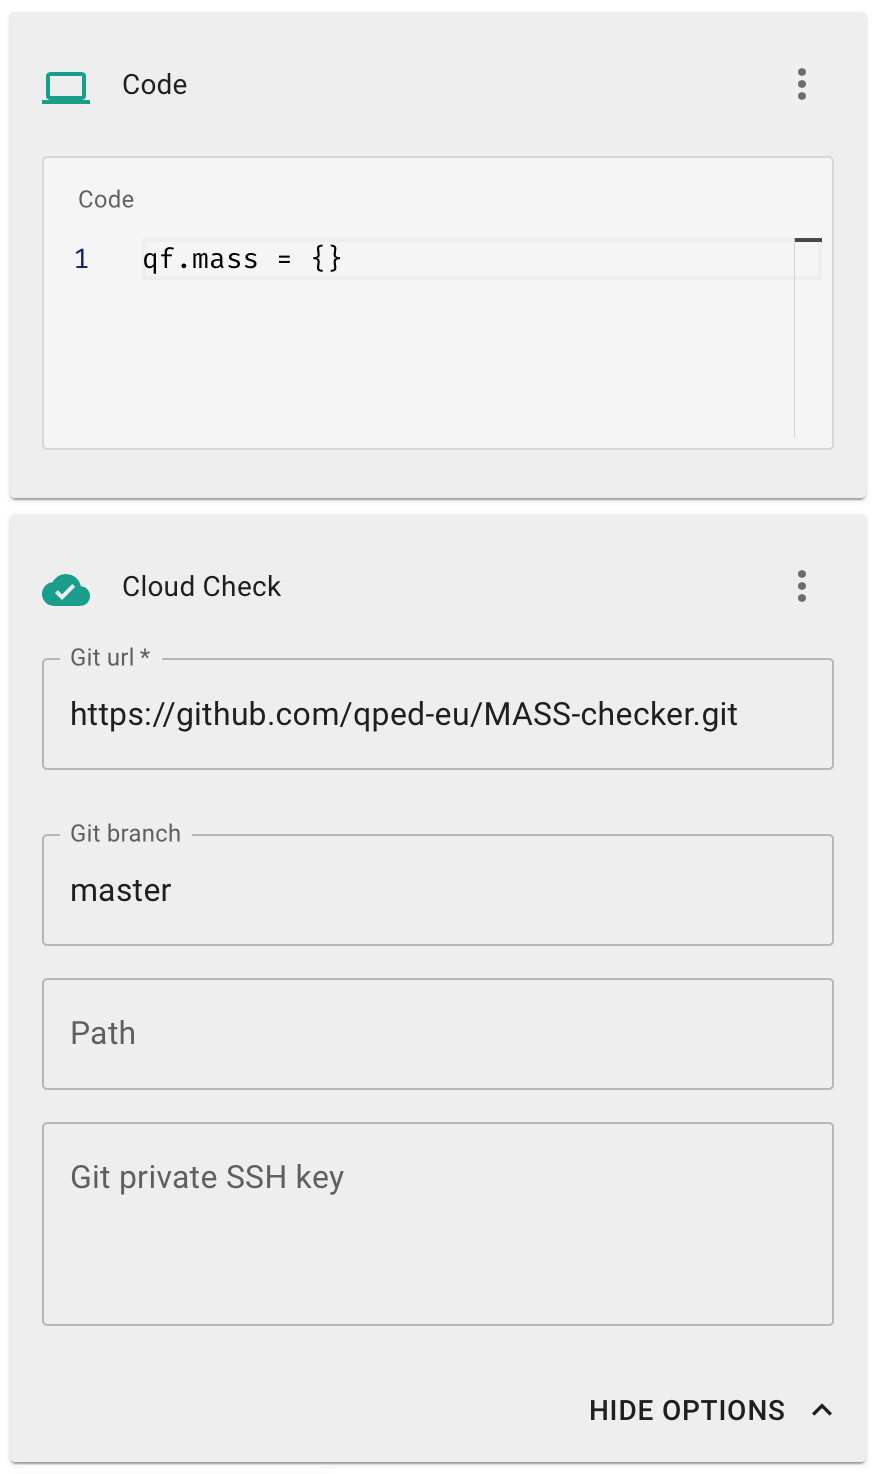 Code
Code
1 qf.mass = {}
Cloud Check
Git url *
https://github.com/qped-eu/MASS-checker.git
Git branch
master
Path
Git private SSH key
HIDE OPTIONS